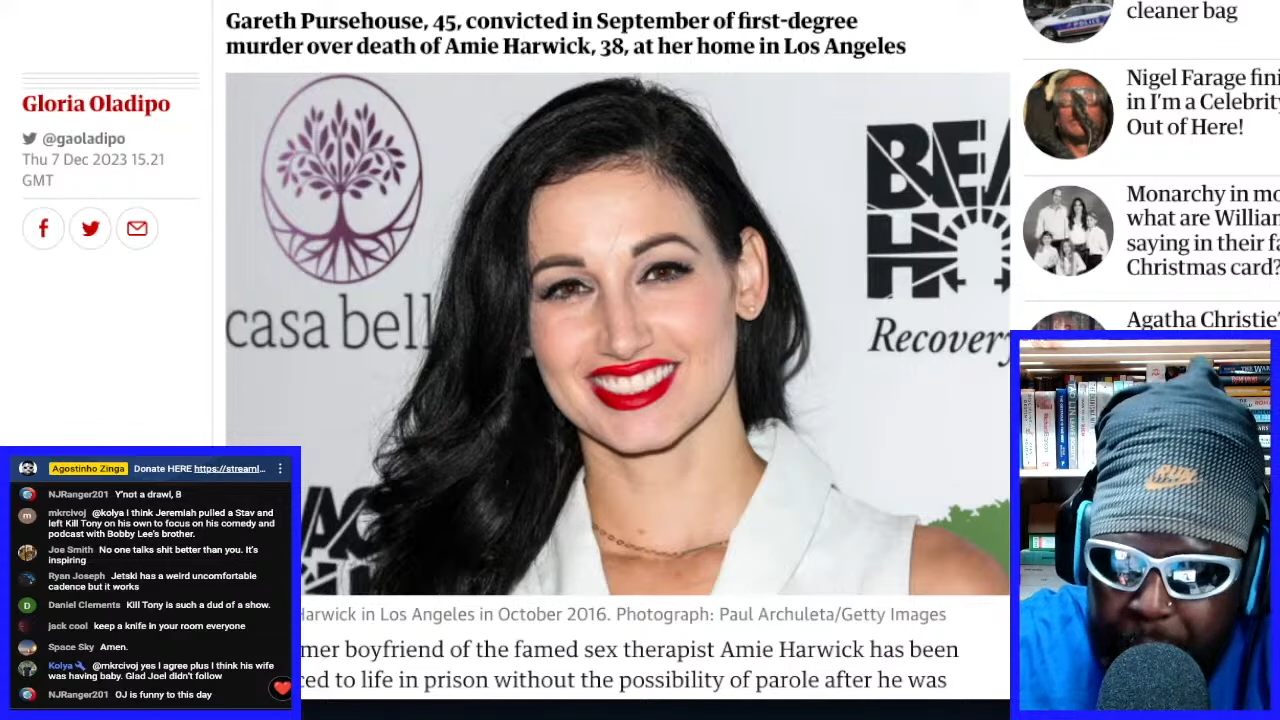 Gareth Pursehouse, 45, convicted in September of first-degree
murder over death of Amie Harwick, 38, at her home in Los Angeles
Gloria Oladipo
@gaoladipo
Thu 7 Dec 2023 15.21
GMT
casa bell
BEA
H
Recovery
Harwick in Los Angeles in October 2016. Photograph: Paul Archuleta/Getty Images
mer boyfriend of the famed sex therapist Amie Harwick has been
ced to life in prison without the possibility of parole after he was
cleaner bag
POLICE
Nigel Farage fini
in I'm a Celebrity
Out of Here!
Monarchy in mo
what are William
saying in their fa
Christmas card?
Agatha Christie'
Agostinho Zinga Donate HERE https://streaml...
NJRanger201 Y'not a drawl, B
mkrcivoj @kolya I think Jeremiah pulled a Stav and
left Kill Tony on his own to focus on his comedy and
podcast with Bobby Lee's brother.
Joe Smith No one talks shit better than you. It's
inspiring
Ryan Joseph Jetski has a weird uncomfortable
cadence but it works
D Daniel Clements Kill Tony is such a dud of a show.
jack cool keep a knife in your room everyone
Space Sky Amen.
Kolya @mkrcivoj yes I agree plus I think his wife
was having baby. Glad Joel didn't follow
NJRanger201 OJ is funny to this day